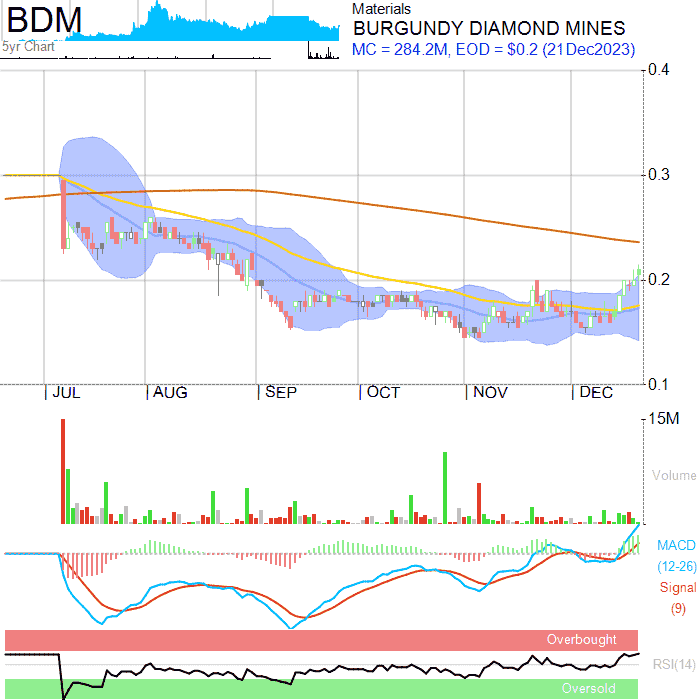 BDM
5yr Chart
Materials
BURGUNDY DIAMOND MINES
MC = 284.2M, EOD = $0.2 (21Dec2023)
0.4
0.3
0.2
0.1
JUL AUG SEP OCT NOV DEC
15M
Volume
MACD
(12-26)
Signal
(9)
Overbought
RSI(14)
Oversold